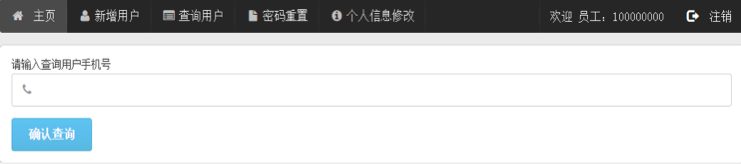 主页 新增用户 查询用户 密码重置 个人信息修改 欢迎 员工：100000000 注销
请输入查询用户手机号
确认查询